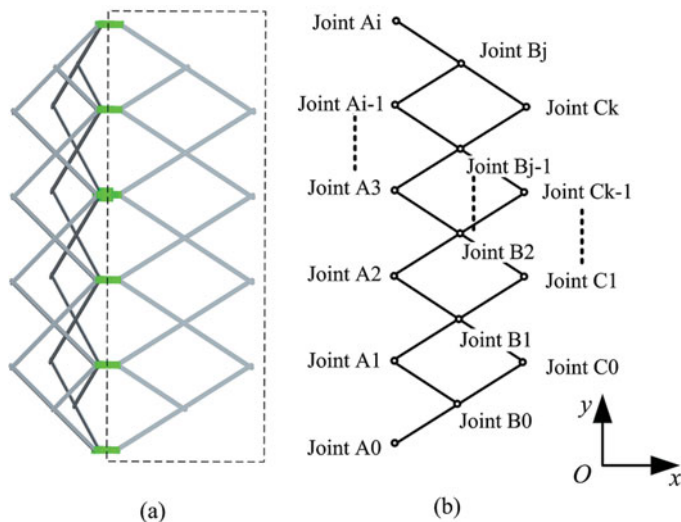 Joint Ai
Joint Bj
Joint Ai-1
Joint Ck
Joint Bj-1
Joint A3
Joint Ck-1
Joint B2
Joint A2
Joint C1
Joint B1
Joint A1
Joint C0
Joint B0
Joint A0
y
O
x
(a)
(b)